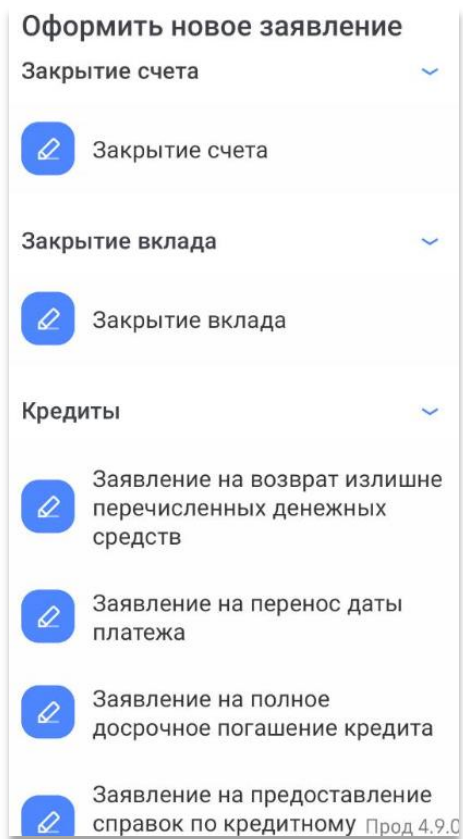 Оформить новое заявление
Закрытие счета
Закрытие счета
Закрытие вклада
Закрытие вклада
Кредиты
Заявление на возврат излишне
перечисленных денежных
средств
Заявление на перенос даты
платежа
Заявление на полное
досрочное погашение кредита
Заявление на предоставление
справок по кредитному
Прод 4.9.0